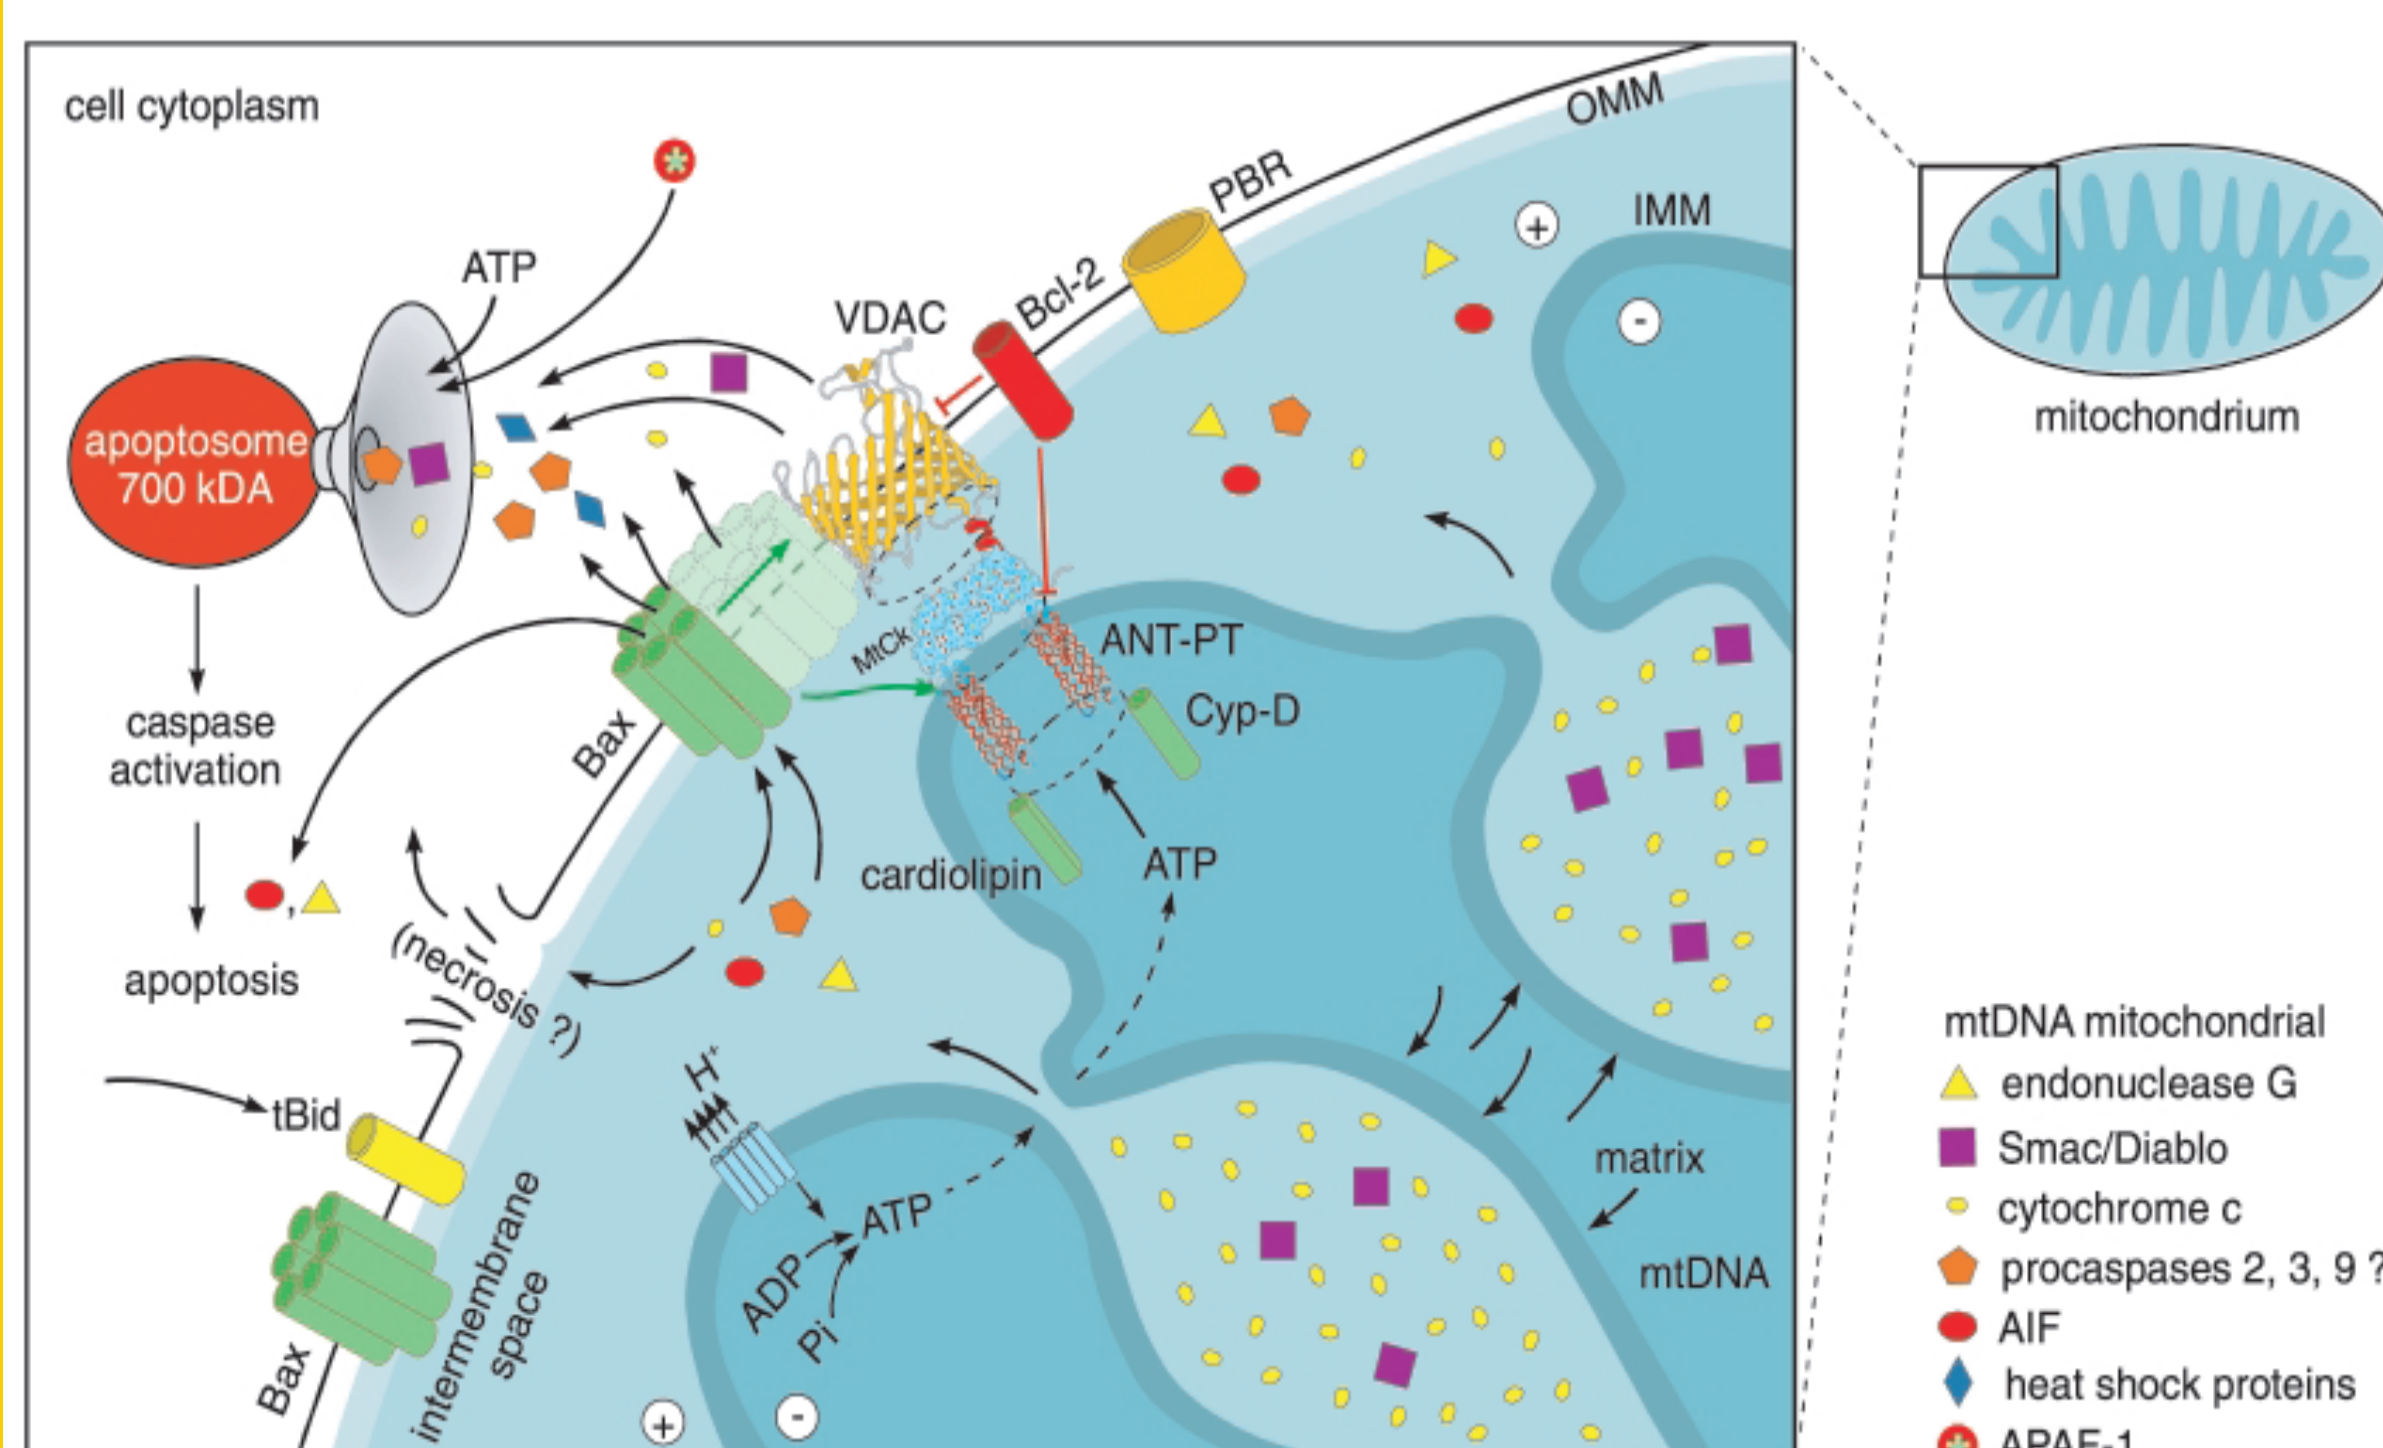 cell cytoplasm
OMM
PBR
IMM
+
-
ATP
Bcl-2
VDAC
mitochondrium
apoptosome
700 kDA
MtCk
ANT-PT
Cyp-D
Bax
caspase
activation
cardiolipin
ATP
,
(necrosis ?)
apoptosis
mtDNA mitochondrial
H+
endonuclease G
tBid
Smac/Diablo
matrix
cytochrome c
ATP
procaspases 2, 3, 9 ?
mtDNA
ADP
Pi
AIF
intermembrane
space
heat shock proteins
Bax
+
-
APAF-1